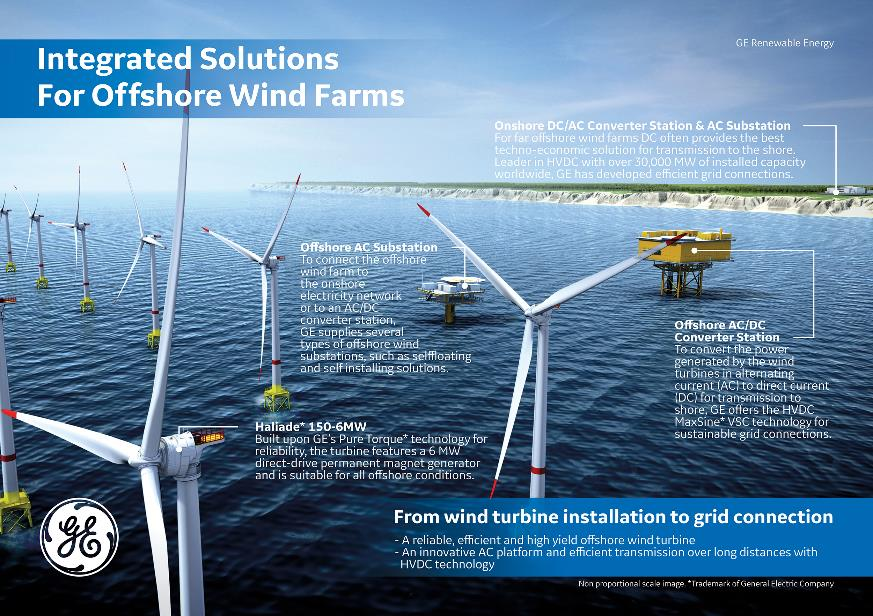 GE Renewable Energy
Integrated Solutions
For Offshore Wind Farms
Onshore DC/AC Converter Station & AC Substation
For far offshore wind farms DC often provides the best
techno-economic solution for transmission to the shore.
Leader in HVDC with over 30,000 MW of installed capacity
worldwide, GE has developed efficient grid connections.
Offshore AC Substation
To connect the offshore
wind farm to
the onshore
electricity network
or to an AC/DC
converter station,
GE supplies several
types of offshore wind
substations, such as selffloating
and self installing solutions.
Offshore AC/DC
Converter Station
To convert the power
generated by the wind
turbines in alternating
current (AC) to direct current
(DC) for transmission to
shore, GE offers the HVDC
MaxSine* VSC technology for
sustainable grid connections.
Haliade* 150-6MW
Built upon GE's Pure Torque* technology for
reliability, the turbine features a 6 MW
direct-drive permanent magnet generator
and is suitable for all offshore conditions.
GE
From wind turbine installation to grid connection
- A reliable, efficient and high yield offshore wind turbine
- An innovative AC platform and efficient transmission over long distances with
HVDC technology
Non proportional scale image. *Trademark of General Electric Company